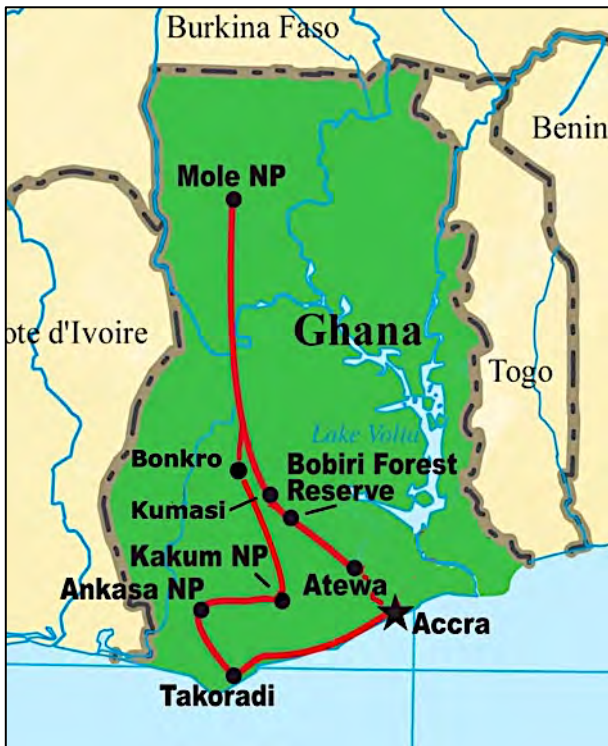 Burkina Faso
Benin
Mole NP
Ghana
ote d'Ivoire
Togo
Lake Volta
Bonkro
Bobiri Forest
Reserve
Kumasi
Kakum NP
Ankasa NP
Atewa
Accra
Takoradi